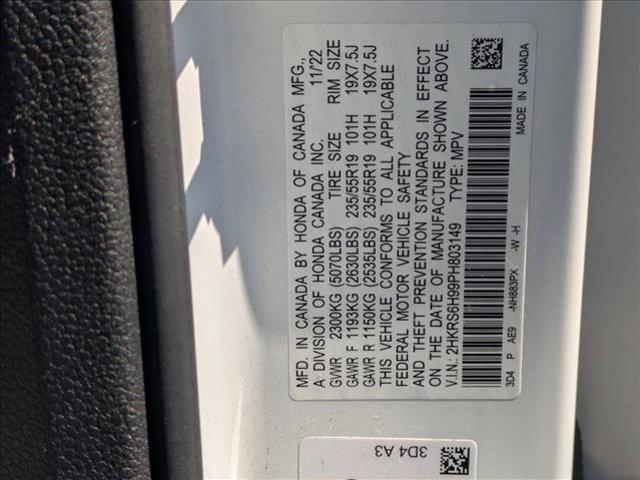 MFD. IN CANADA BY HONDA OF CANADA MFG.,
A DIVISION OF HONDA CANADA INC. 11/22
GVWR 2300KG (5070LBS) TIRE SIZE RIM SIZE
GAWR F 1193KG (2630LBS) 235/55R19 101H 19X7.5J
GAWR R 1150KG (2535LBS) 235/55R19 101H 19X7.5J
THIS VEHICLE CONFORMS TO ALL APPLICABLE
FEDERAL MOTOR VEHICLE SAFETY
AND THEFT PREVENTION STANDARDS IN EFFECT
ON THE DATE OF MANUFACTURE SHOWN ABOVE.
V.I.N.: 2HKRS6H99PH803149 TYPE: MPV
3D4 P AE9 -NH883PX -W -H
MADE IN CANADA
3D4 A3